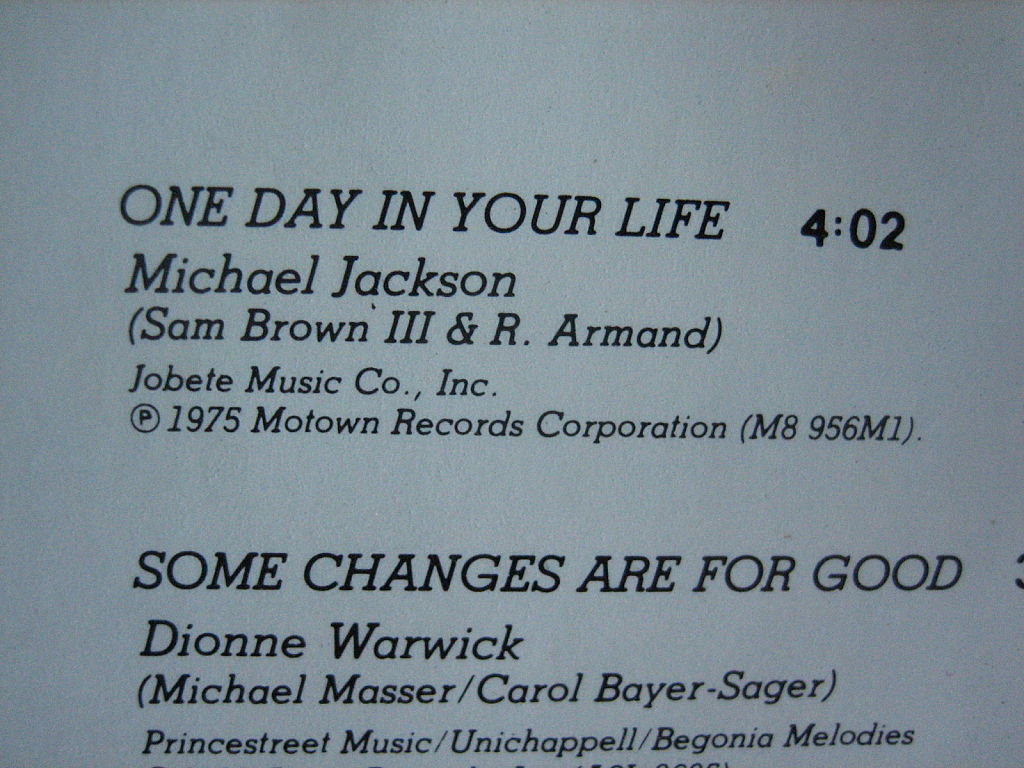 ONE DAY IN YOUR LIFE 4:02
Michael Jackson
(Sam Brown III & R. Armand)
Jobete Music Co., Inc.
Ⓟ 1975 Motown Records Corporation (M8 956M1).
SOME CHANGES ARE FOR GOOD
Dionne Warwick
(Michael Masser/Carol Bayer-Sager)
Princestreet Music/Unichappell/Begonia Melodies